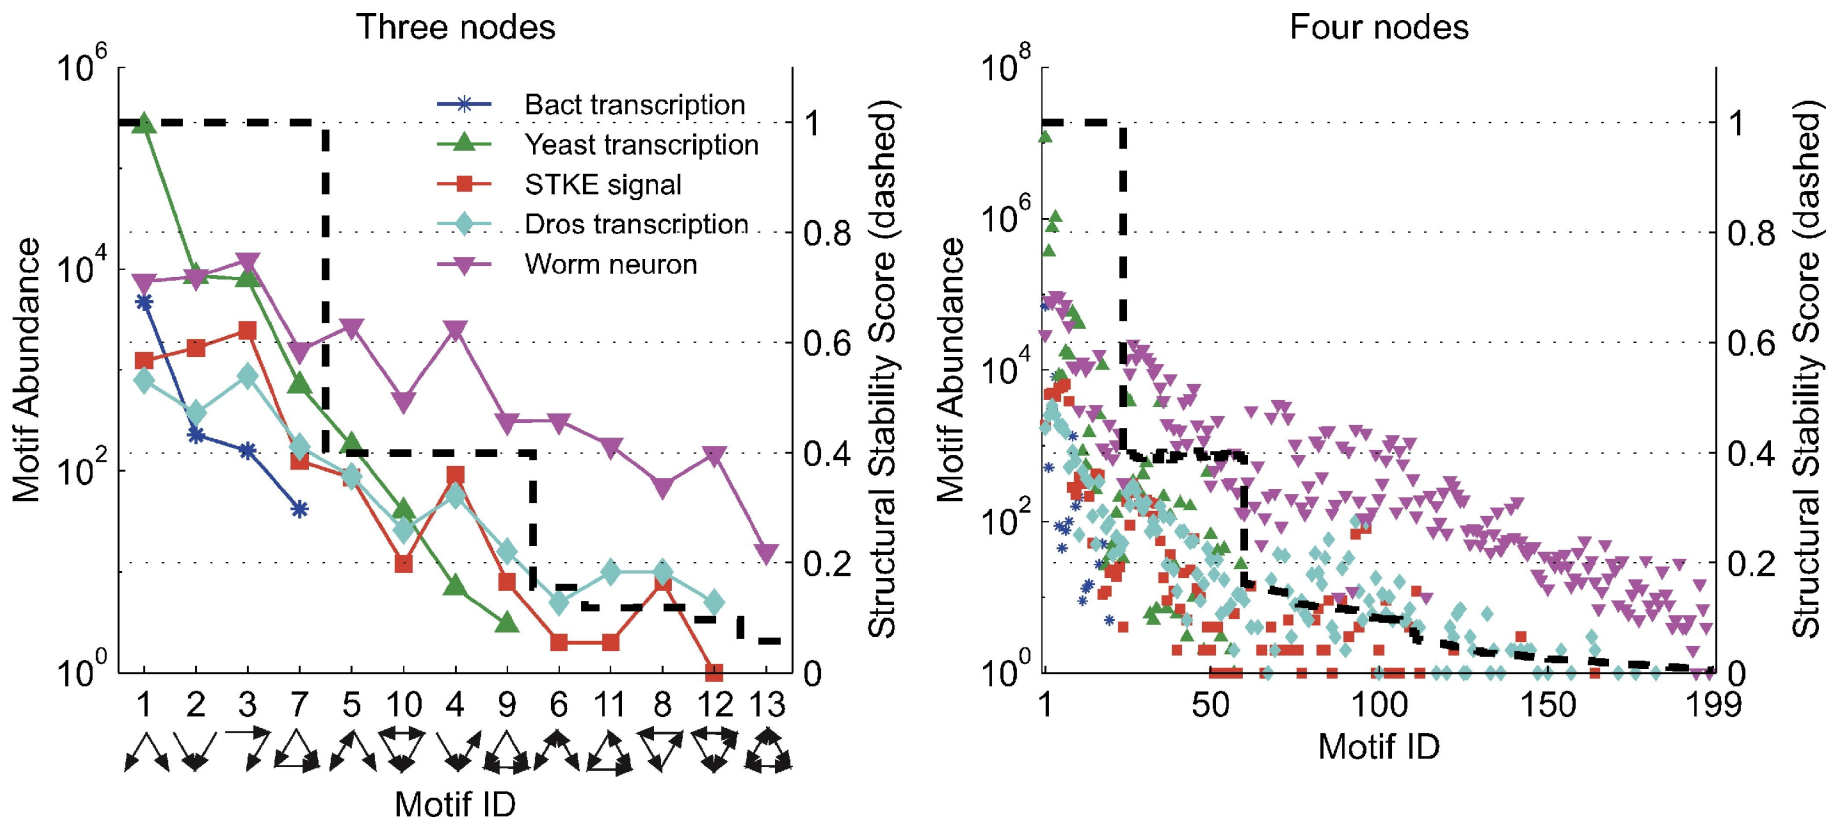 Three nodes
Motif Abundance
10^6
10^4
10^2
10^0
Bact transcription
Yeast transcription
STKE signal
Dros transcription
Worm neuron
1
0.8
0.6
0.4
0.2
0
Structural Stability Score (dashed)
1 2 3 7 5 10 4 9 6 11 8 12 13
Motif ID
Four nodes
Motif Abundance
10^8
10^6
10^4
10^2
10^0
1
0.8
0.6
0.4
0.2
0
Structural Stability Score (dashed)
1 50 100 150 199
Motif ID